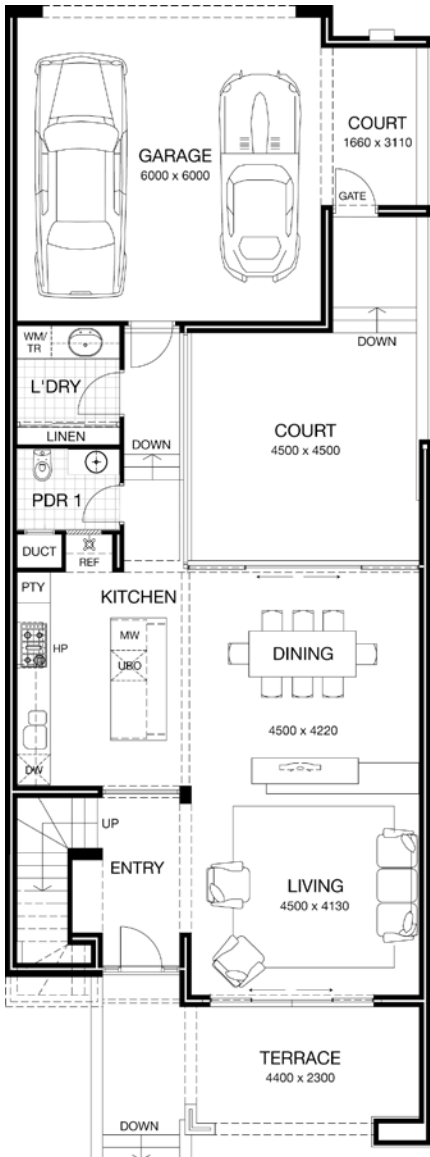 GARAGE
6000 x 6000
COURT
1660 x 3110
GATE
WM/
TR
DOWN
L'DRY
LINEN
DOWN
COURT
4500 x 4500
PDR 1
DUCT
REF
PTY
KITCHEN
HP
MW
UBO
DINING
4500 x 4220
DW
UP
ENTRY
LIVING
4500 x 4130
TERRACE
4400 x 2300
DOWN